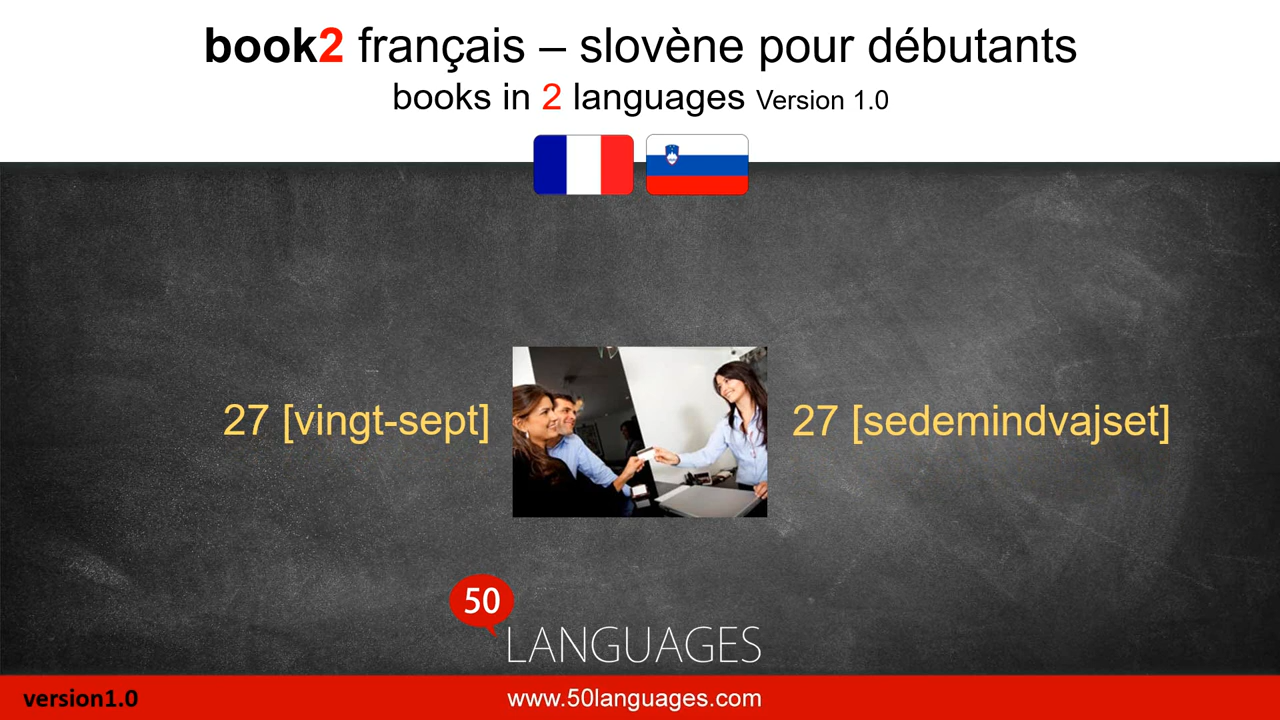 book2 français – slovène pour débutants
books in 2 languages Version 1.0
27 [vingt-sept]
27 [sedemindvajset]
50
LANGUAGES
version1.0
www.50languages.com